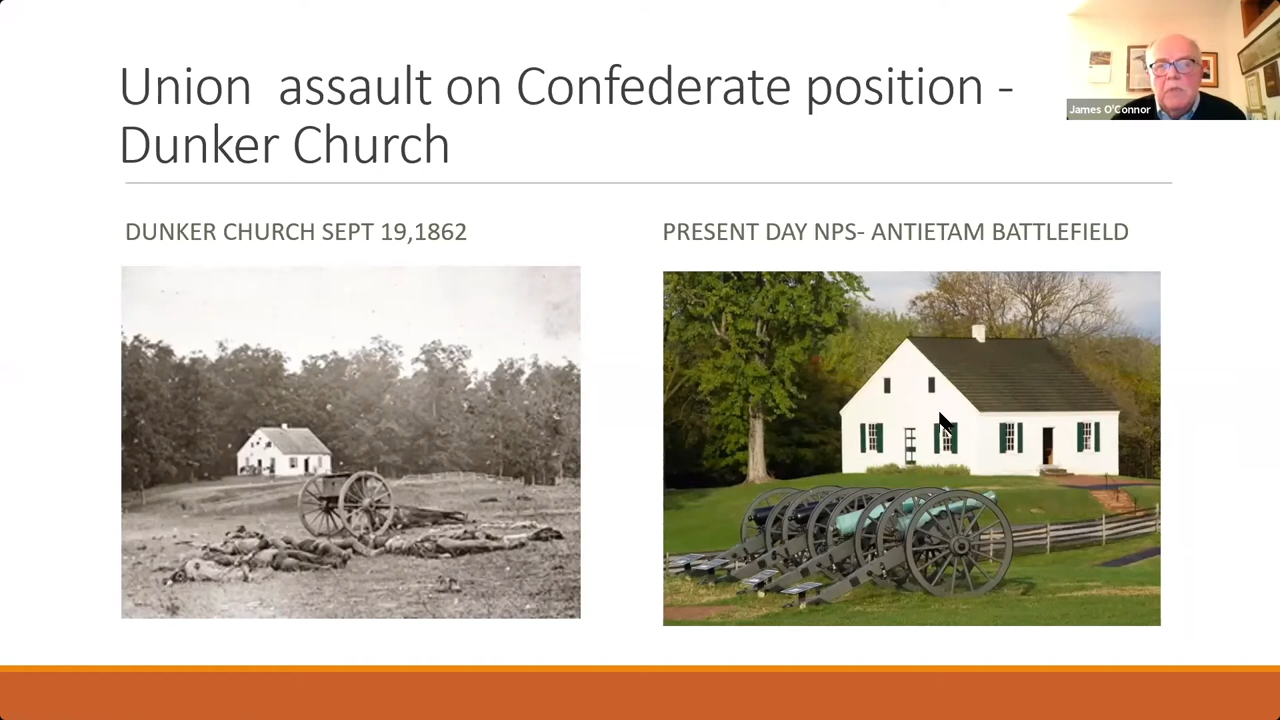 Union  assault on Confederate position -
Dunker Church
James O'Connor
DUNKER CHURCH SEPT 19,1862
PRESENT DAY NPS- ANTIETAM BATTLEFIELD